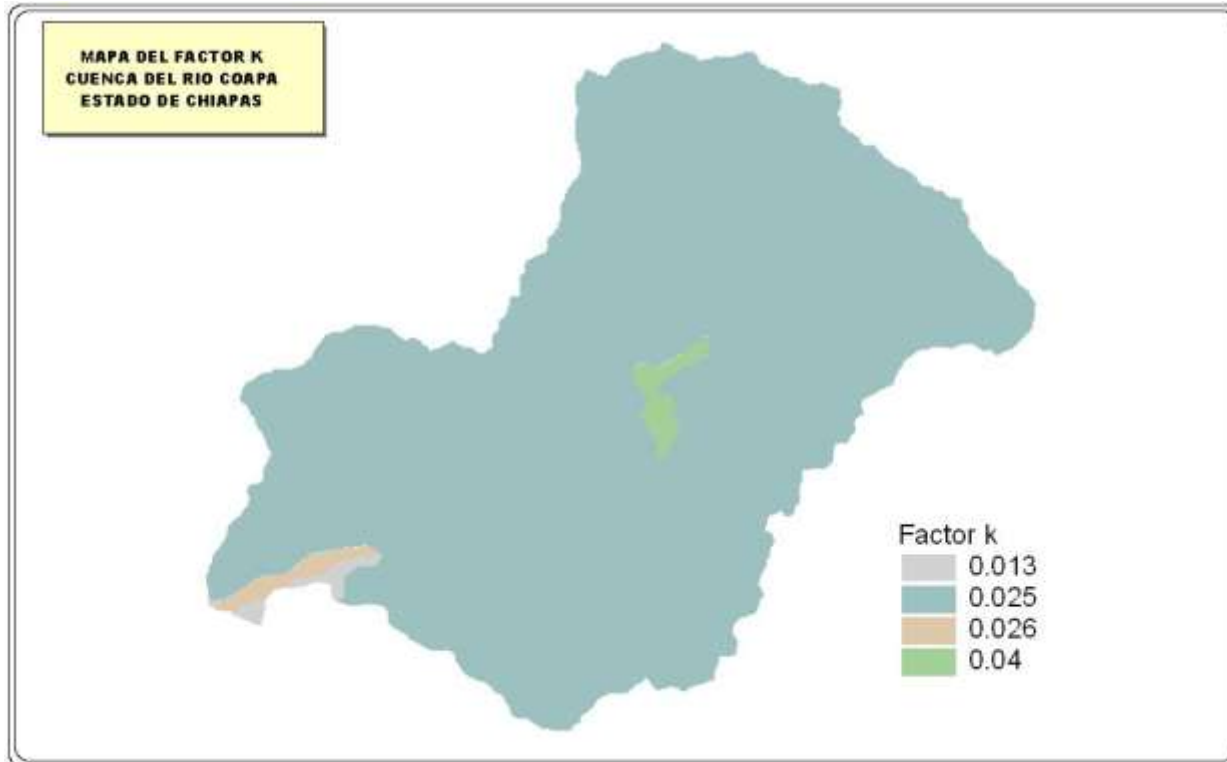 MAPA DEL FACTOR K
CUENCA DEL RIO COAPA
ESTADO DE CHIAPAS
Factor k
0.013
0.025
0.026
0.04